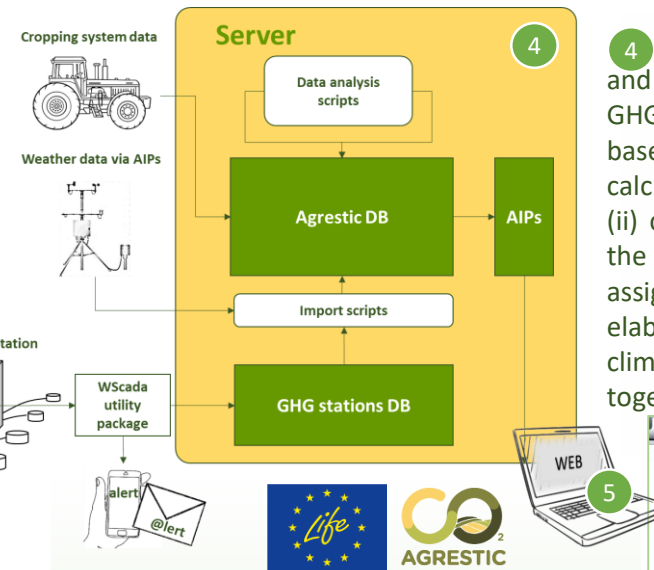 Cropping system data
Server
4
Data analysis
scripts
Weather data via AIPs
Agrestic DB
AIPs
Import scripts
tation
WScada
utility
package
GHG stations DB
alert
@lert
Life
CO2
AGRESTIC
WEB
5
4
and
GHG
base
calc
(ii)
the
assig
elab
clim
toge